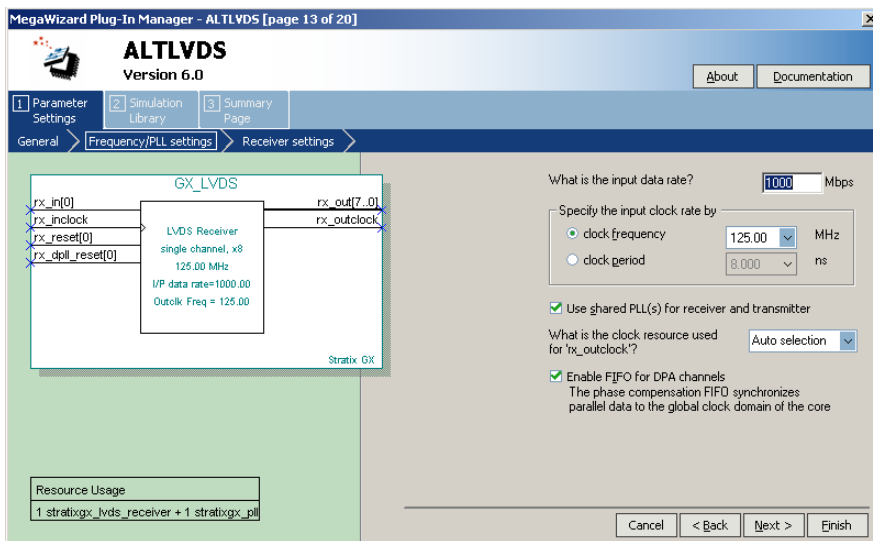 MegaWizard Plug-In Manager - ALTLVDS [page 13 of 20]
ALTLVDS
Version 6.0
About
Documentation
1 Parameter Settings
2 Simulation Library
3 Summary Page
General
Frequency/PLL settings
Receiver settings
GX_LVDS
rx_in[0]
rx_inclock
rx_reset[0]
rx_dpll_reset[0]
rx_out[7..0]
rx_outclock
LVDS Receiver
single channel, x8
125.00 MHz
I/P data rate=1000.00
Outclk Freq = 125.00
Stratix GX
What is the input data rate?
1000 Mbps
Specify the input clock rate by
clock frequency
125.00 MHz
clock period
8.000 ns
Use shared PLL(s) for receiver and transmitter
What is the clock resource used
for 'rx_outclock'?
Auto selection
Enable FIFO for DPA channels
The phase compensation FIFO synchronizes
parallel data to the global clock domain of the core
Resource Usage
1 stratixgx_lvds_receiver + 1 stratixgx_pll
Cancel
< Back
Next >
Finish